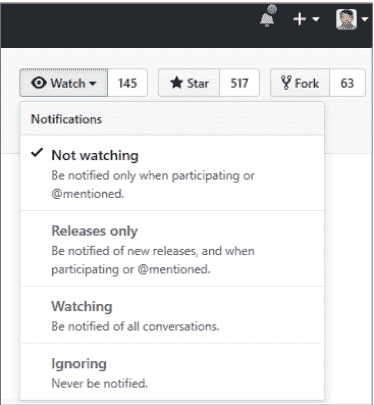 Watch 145 Star 517 Fork 63
Notifications
Not watching
Be notified only when participating or
@mentioned.
Releases only
Be notified of new releases, and when
participating or @mentioned.
Watching
Be notified of all conversations.
Ignoring
Never be notified.